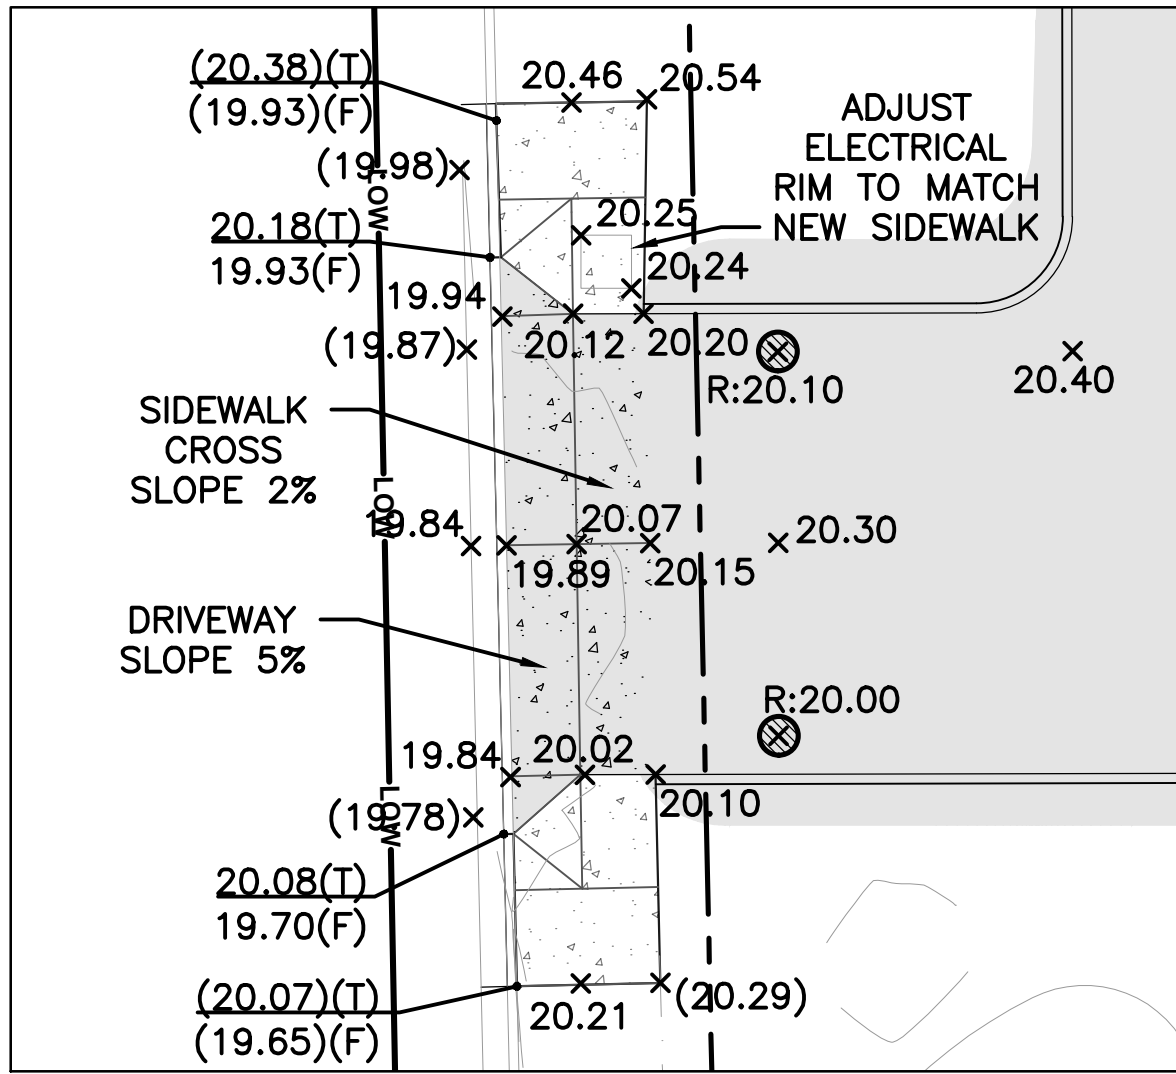 (20.38)(T)
(19.93)(F)
20.46
20.54
ADJUST
ELECTRICAL
RIM TO MATCH
NEW SIDEWALK
(19.98)
LOW
20.18(T)
19.93(F)
20.25
20.24
19.94
(19.87)
20.12
20.20
R:20.10
20.40
SIDEWALK
CROSS
SLOPE 2%
LOW
19.84
20.07
20.30
19.89
20.15
DRIVEWAY
SLOPE 5%
R:20.00
19.84
20.02
LOW
(19.78)
20.10
20.08(T)
19.70(F)
(20.07)(T)
(19.65)(F)
20.21
(20.29)